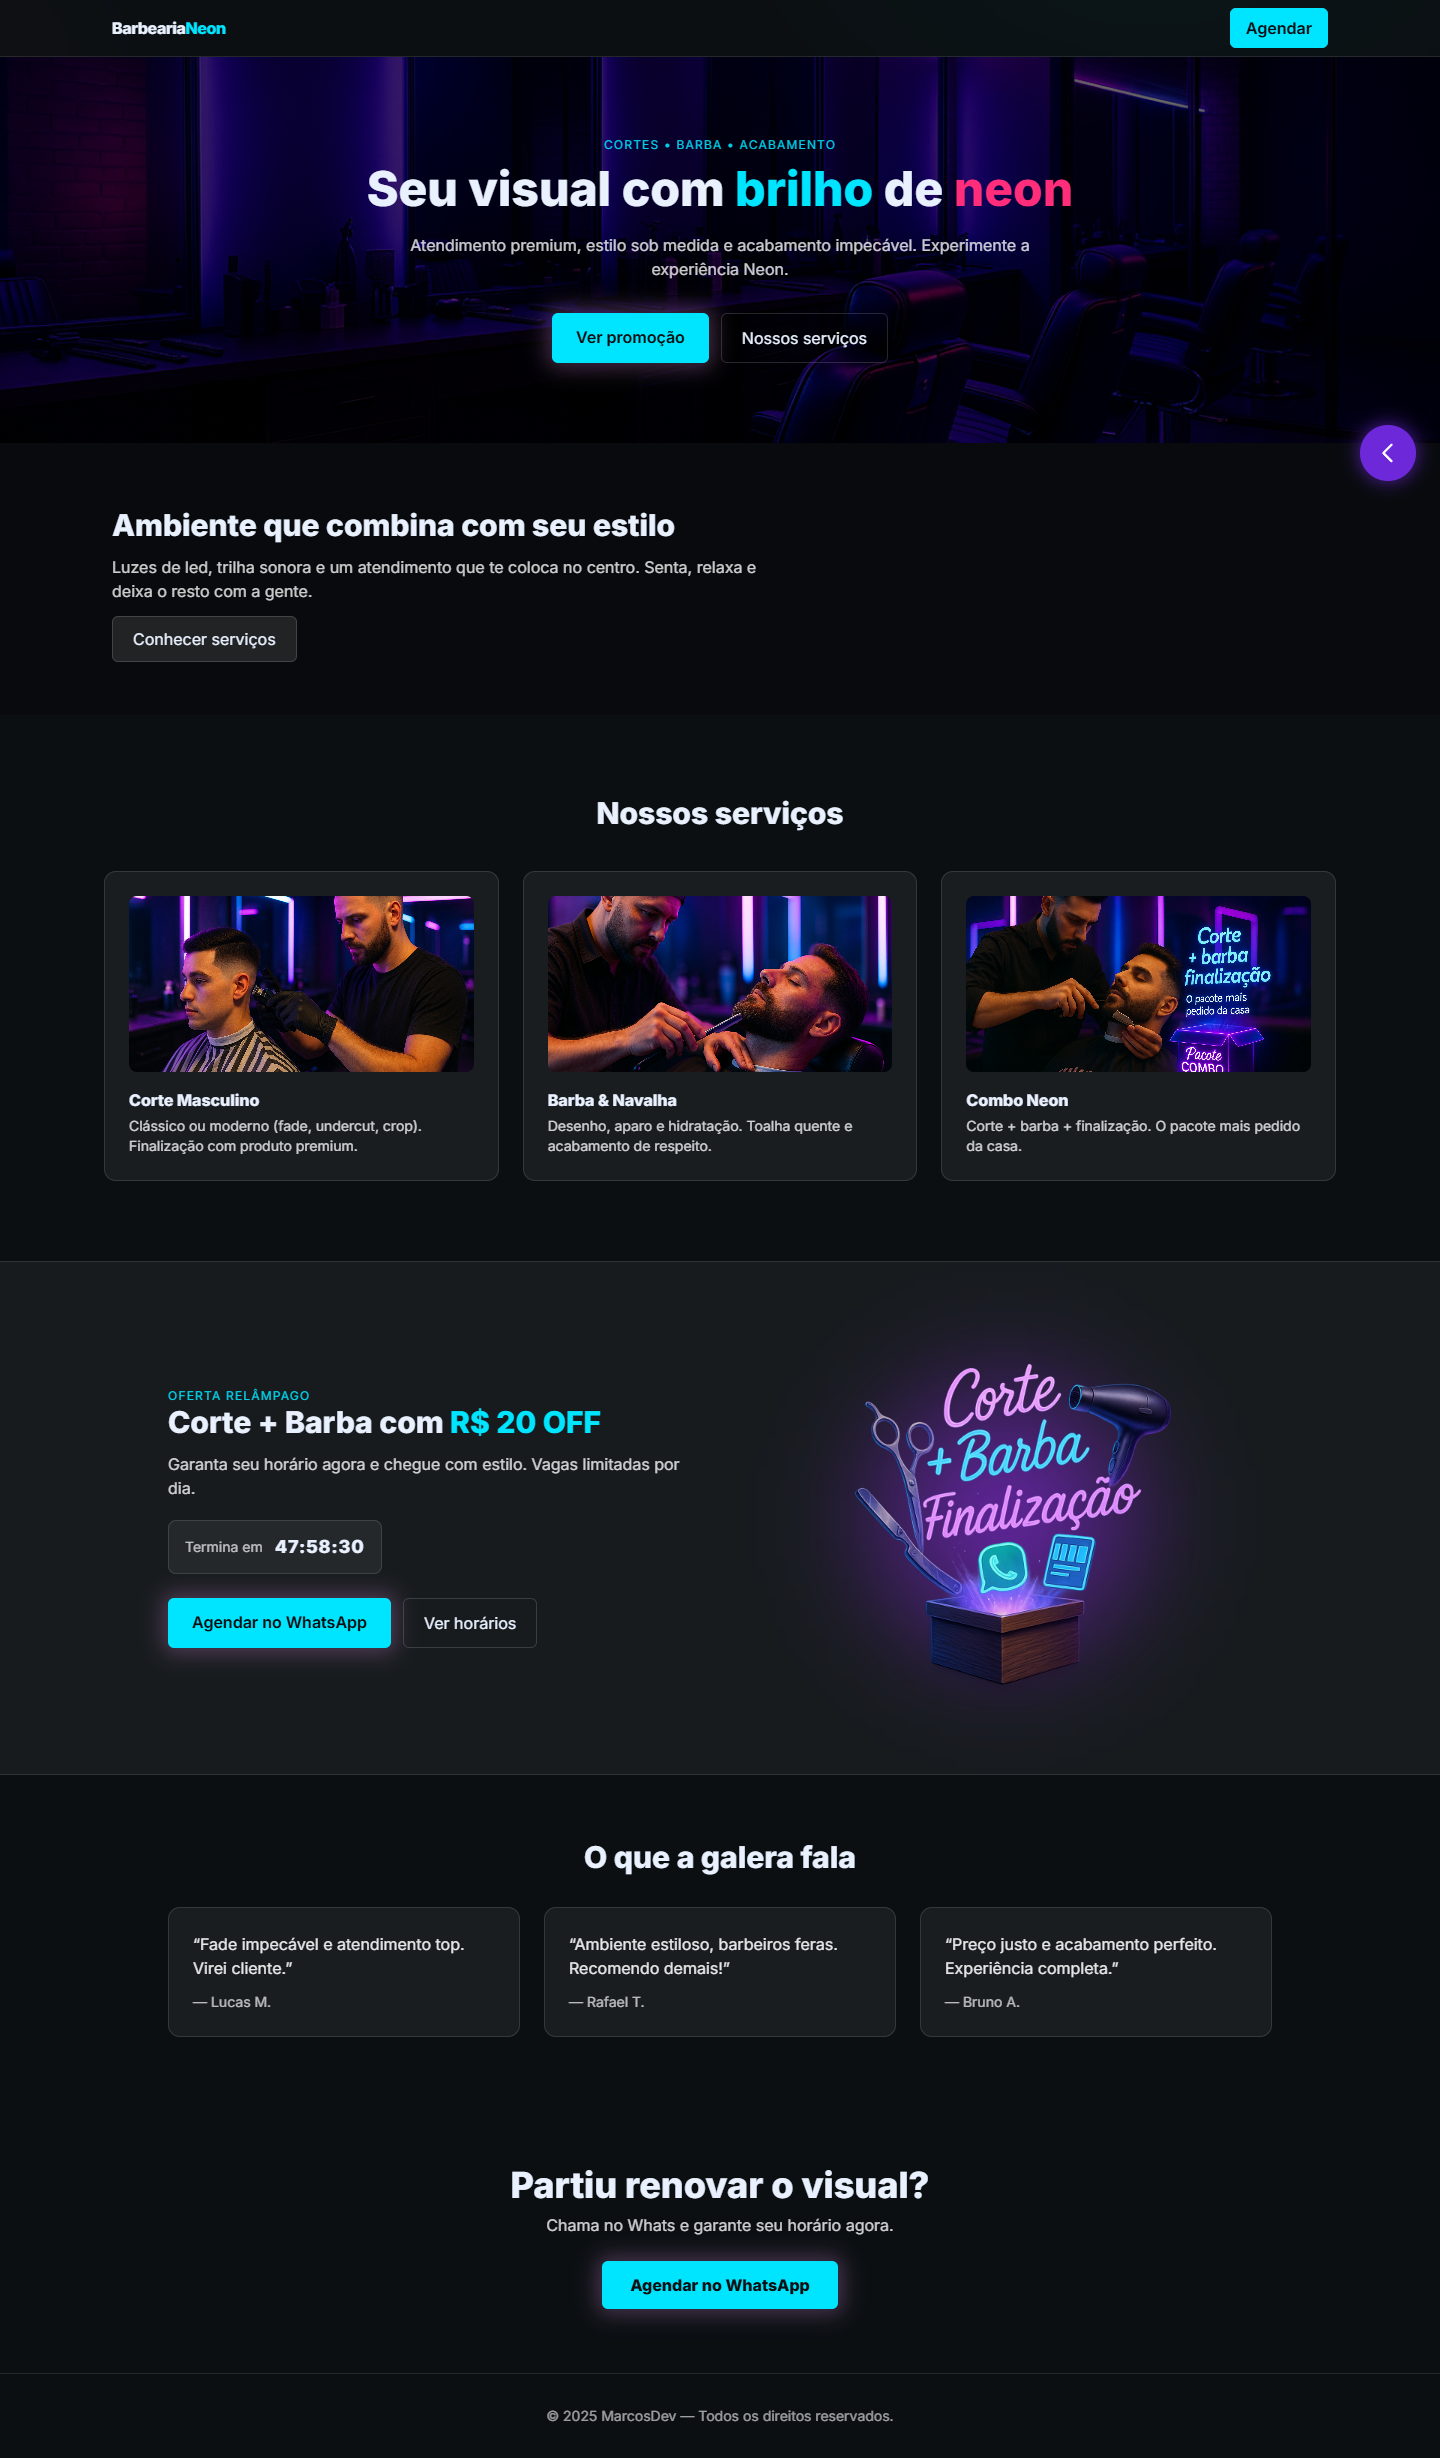 BarbeariaNeon
Agendar
CORTES • BARBA • ACABAMENTO
Seu visual com brilho de neon
Atendimento premium, estilo sob medida e acabamento impecável. Experimente a
experiência Neon.
Ver promoção
Nossos serviços
Ambiente que combina com seu estilo
Luzes de led, trilha sonora e um atendimento que te coloca no centro. Senta, relaxa e
deixa o resto com a gente.
Conhecer serviços
Nossos serviços
Corte
+ barba
finalização
O pacote mais
pedido da casa
Pacote
COMBO
Corte Masculino
Clássico ou moderno (fade, undercut, crop).
Finalização com produto premium.
Barba & Navalha
Desenho, aparo e hidratação. Toalha quente e
acabamento de respeito.
Combo Neon
Corte + barba + finalização. O pacote mais pedido
da casa.
OFERTA RELÂMPAGO
Corte + Barba com R$ 20 OFF
Garanta seu horário agora e chegue com estilo. Vagas limitadas por
dia.
Termina em 47:58:30
Agendar no WhatsApp
Ver horários
Corte
+ Barba
Finalização
O que a galera fala
“Fade impecável e atendimento top.
Virei cliente.”
— Lucas M.
“Ambiente estiloso, barbeiros feras.
Recomendo demais!”
— Rafael T.
“Preço justo e acabamento perfeito.
Experiência completa.”
— Bruno A.
Partiu renovar o visual?
Chama no Whats e garante seu horário agora.
Agendar no WhatsApp
© 2025 MarcosDev — Todos os direitos reservados.